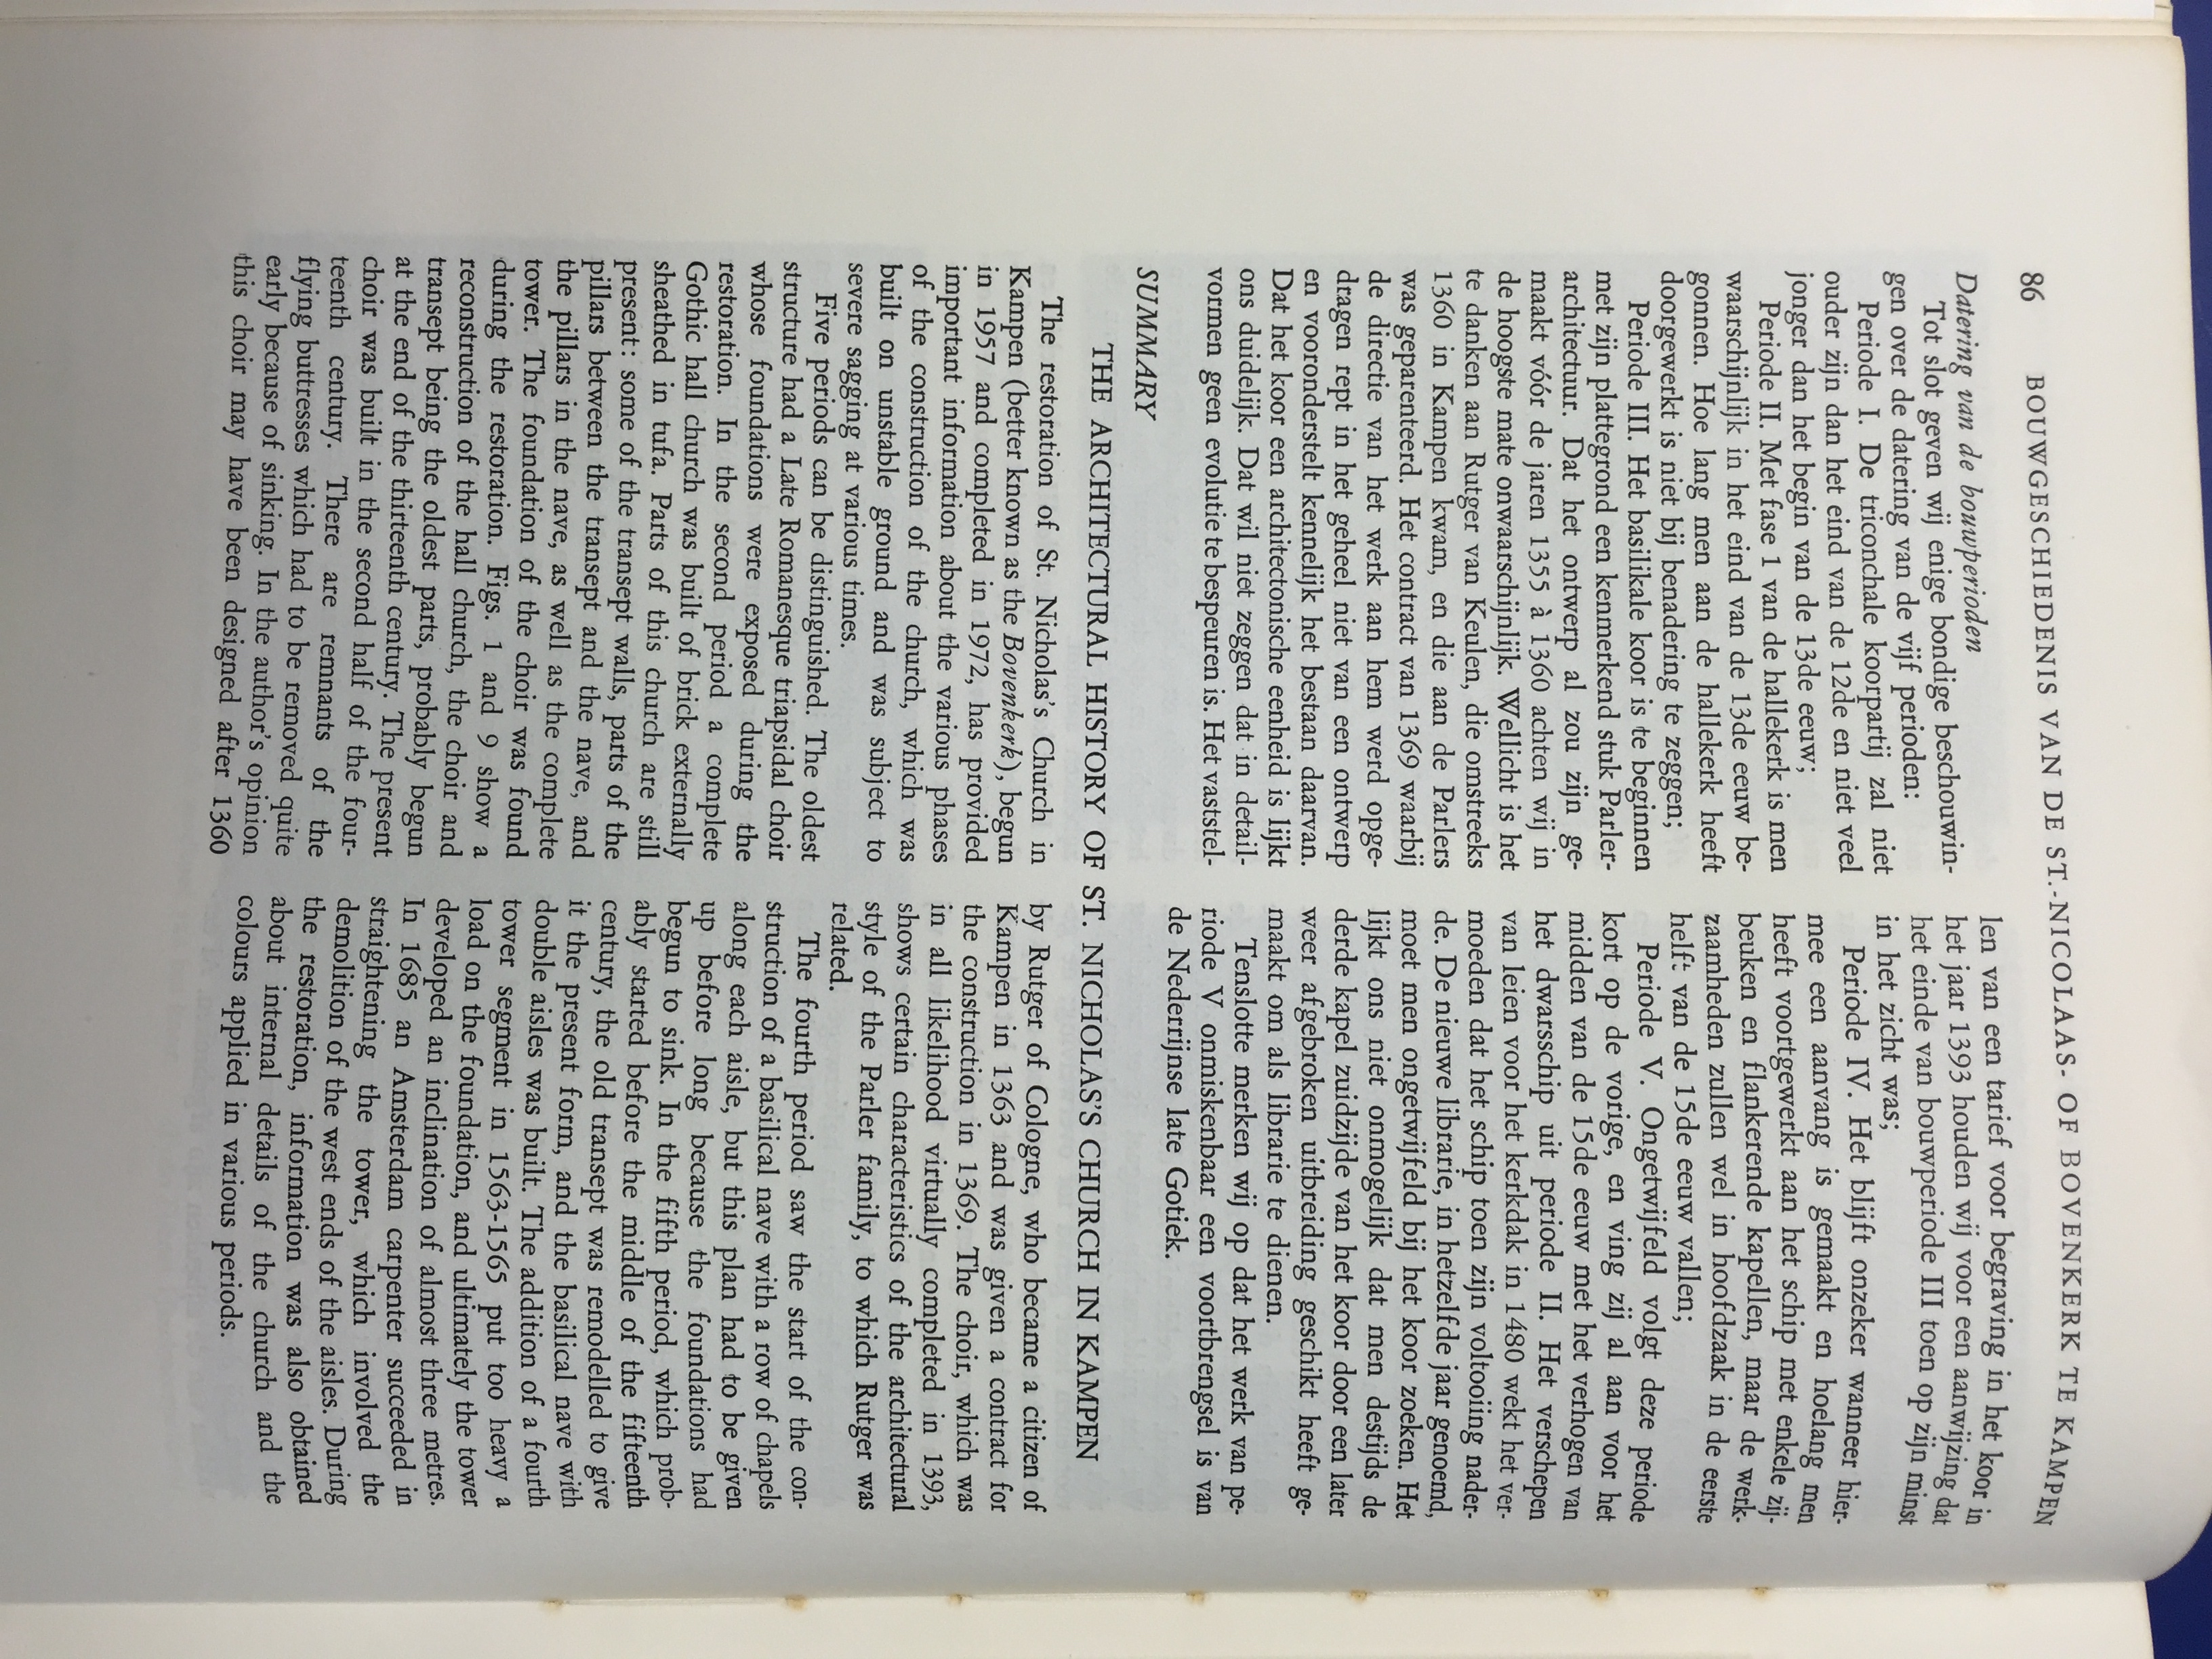 86 BOUWGESCHIEDENIS VAN DE ST.-NICOLAAS- OF BOVENKERK TE KAMPEN
Datering van de bouwperioden
Tot slot geven wij enige bondige beschouwin-
gen over de datering van de vijf perioden:
Periode I. De triconchale koorpartij zal niet
ouder zijn dan het eind van de 12de en niet veel
jonger dan het begin van de 13de eeuw;
Periode II. Met fase 1 van de hallekerk is men
waarschijnlijk in het eind van de 13de eeuw be-
gonnen. Hoe lang men aan de hallekerk heeft
doorgewerkt is niet bij benadering te zeggen;
Periode III. Het basilikale koor is te beginnen
met zijn plattegrond een kenmerkend stuk Parler-
architectuur. Dat het ontwerp al zou zijn ge-
maakt vóór de jaren 1355 à 1360 achten wij in
de hoogste mate onwaarschijnlijk. Wellicht is het
te danken aan Rutger van Keulen, die omstreeks
1360 in Kampen kwam, en die aan de Parlers
was geparenteerd. Het contract van 1369 waarbij
de directie van het werk aan hem werd opge-
dragen rept in het geheel niet van een ontwerp
en vooronderstelt kennelijk het bestaan daarvan.
Dat het koor een architectonische eenheid is lijkt
ons duidelijk. Dat wil niet zeggen dat in detail-
vormen geen evolutie te bespeuren is. Het vaststel-
len van een tarief voor begraving in het koor in
het jaar 1393 houden wij voor een aanwijzing dat
het einde van bouwperiode III toen op zijn minst
in het zicht was;
Periode IV. Het blijft onzeker wanneer hier-
mee een aanvang is gemaakt en hoelang men
heeft voortgewerkt aan het schip met enkele zij-
beuken en flankerende kapellen, maar de werk-
zaamheden zullen wel in hoofdzaak in de eerste
helft van de 15de eeuw vallen;
Periode V. Ongetwijfeld volgt deze periode
kort op de vorige, en ving zij al aan voor het
midden van de 15de eeuw met het verhogen van
het dwarsschip uit periode II. Het verschepen
van leien voor het kerkdak in 1480 wekt het ver-
moeden dat het schip toen zijn voltooiing nader-
de. De nieuwe librarie, in hetzelfde jaar genoemd,
moet men ongetwijfeld bij het koor zoeken. Het
lijkt ons niet onmogelijk dat men destijds de
derde kapel zuidzijde van het koor door een later
weer afgebroken uitbreiding geschikt heeft ge-
maakt om als librarie te dienen.
Tenslotte merken wij op dat het werk van pe-
riode V onmiskenbaar een voortbrengsel is van
de Nederrijnse late Gotiek.
SUMMARY
THE ARCHITECTURAL HISTORY OF ST. NICHOLAS'S CHURCH IN KAMPEN
The restoration of St. Nicholas's Church in
Kampen (better known as the Bovenkerk), begun
in 1957 and completed in 1972, has provided
important information about the various phases
of the construction of the church, which was
built on unstable ground and was subject to
severe sagging at various times.
Five periods can be distinguished. The oldest
structure had a Late Romanesque triapsidal choir
whose foundations were exposed during the
restoration. In the second period a complete
Gothic hall church was built of brick externally
sheathed in tufa. Parts of this church are still
present: some of the transept walls, parts of the
pillars between the transept and the nave, and
the pillars in the nave, as well as the complete
tower. The foundation of the choir was found
during the restoration. Figs. 1 and 9 show a
reconstruction of the hall church, the choir and
transept being the oldest parts, probably begun
at the end of the thirteenth century. The present
choir was built in the second half of the four-
teenth century. There are remnants of the
flying buttresses which had to be removed quite
early because of sinking. In the author's opinion
this choir may have been designed after 1360
by Rutger of Cologne, who became a citizen of
Kampen in 1363 and was given a contract for
the construction in 1369. The choir, which was
in all likelihood virtually completed in 1393,
shows certain characteristics of the architectural
style of the Parler family, to which Rutger was
related.
The fourth period saw the start of the con-
struction of a basilical nave with a row of chapels
along each aisle, but this plan had to be given
up before long because the foundations had
begun to sink. In the fifth period, which prob-
ably started before the middle of the fifteenth
century, the old transept was remodelled to give
it the present form, and the basilical nave with
double aisles was built. The addition of a fourth
tower segment in 1563-1565 put too heavy a
load on the foundation, and ultimately the tower
developed an inclination of almost three metres.
In 1685 an Amsterdam carpenter succeeded in
straightening the tower, which involved the
demolition of the west ends of the aisles. During
the restoration, information was also obtained
about internal details of the church and the
colours applied in various periods.